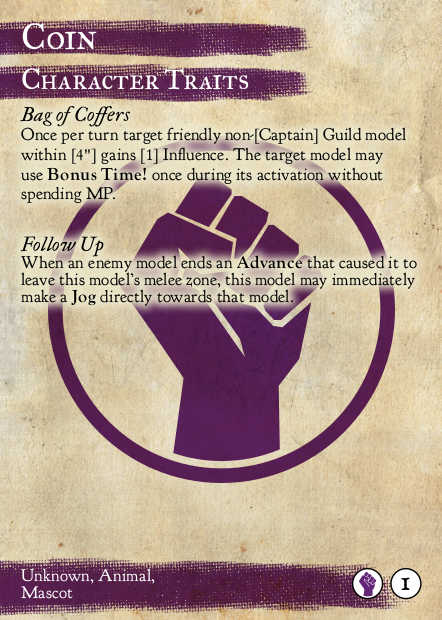 Coin
Character Traits
Bag of Coffers
Once per turn target friendly non-[Captain] Guild model
within [4"] gains [1] Influence. The target model may
use Bonus Time! once during its activation without
spending MP.
Follow Up
When an enemy model ends an Advance that caused it to
leave this model's melee zone, this model may immediately
make a Jog directly towards that model.
Unknown, Animal,
Mascot
1